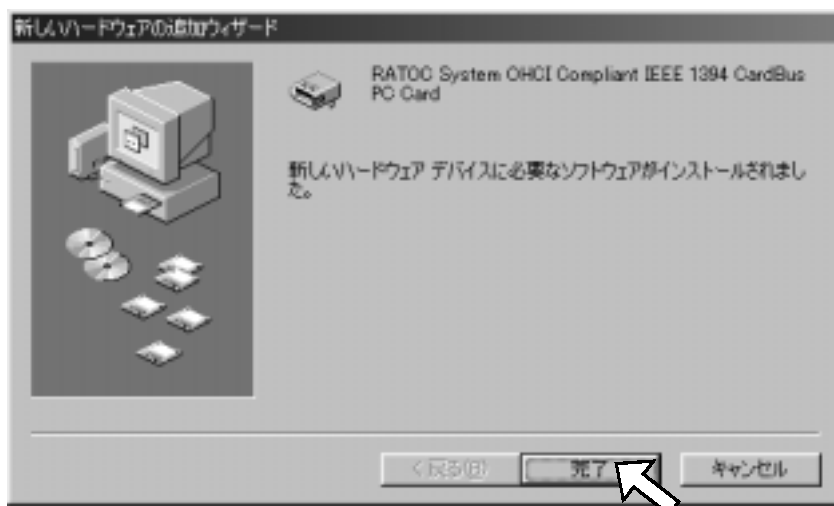 新しいハードウェアの追加ウィザード
RATOC System OHCI Compliant IEEE 1394 CardBus
PC Card
新しいハードウェア デバイスに必要なソフトウェアがインストールされまし
た。
< 戻る(B)
完了
キャンセル